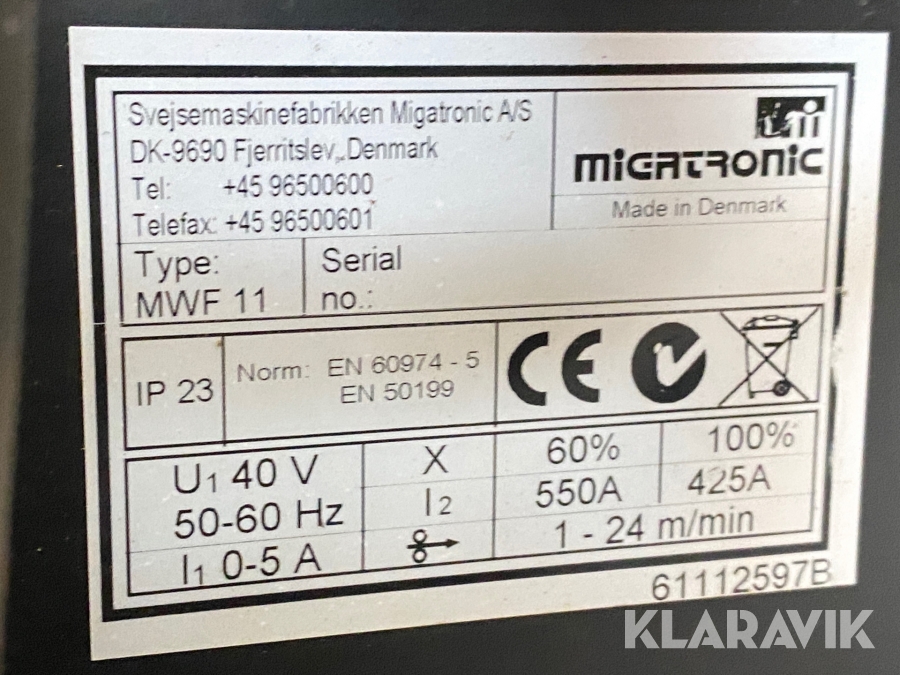 Svejsemaskinefabrikken Migatronic A/S
DK-9690 Fjerritslev, Denmark
Tel: +45 96500600
Telefax: +45 96500601
MIGATRONIC
Made in Denmark
Type:
MWF 11
Serial
no.:
IP 23
Norm: EN 60974 - 5
EN 50199
CE
U1 40 V
50-60 Hz
I1 0-5 A
X 60% 100%
I2 550A 425A
1 - 24 m/min
61112597B
KLARAVIK